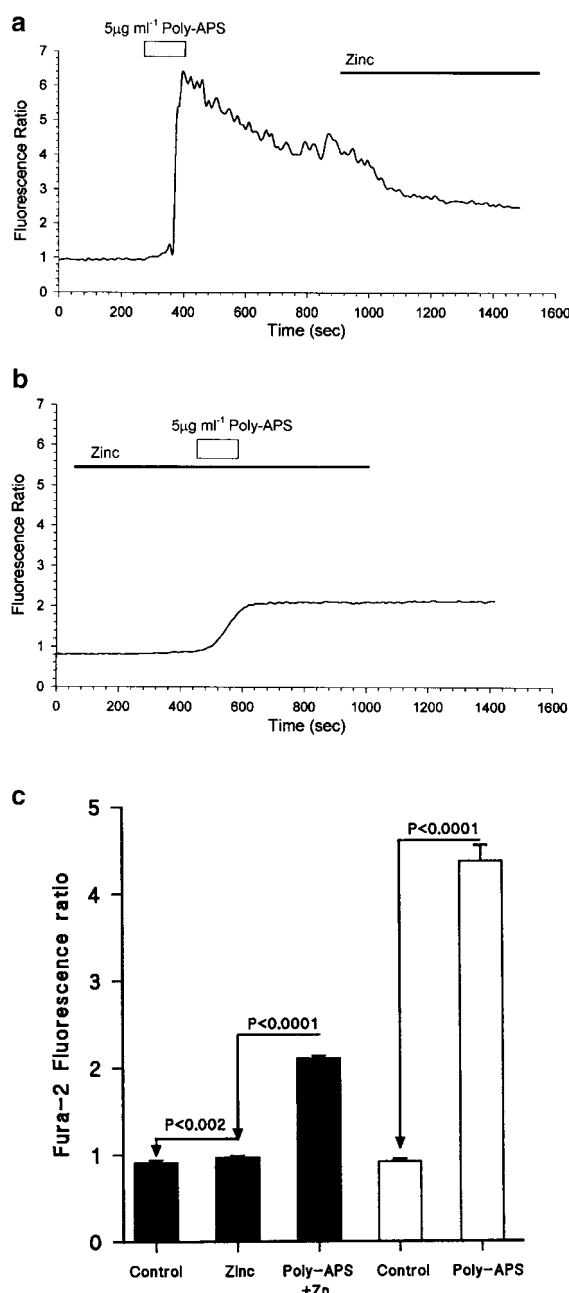 a
5μg ml⁻¹ Poly-APS
Zinc
7
6
5
4
3
2
1
0
Fluorescence Ratio
0 200 400 600 800 1000 1200 1400 1600
Time (sec)
b
5μg ml⁻¹ Poly-APS
Zinc
7
6
5
4
3
2
1
0
Fluorescence Ratio
0 200 400 600 800 1000 1200 1400 1600
Time (sec)
c
5
4
3
2
1
0
Fura-2 Fluorescence ratio
P<0.0001
P<0.0001
P<0.002
Control Zinc Poly-APS Control Poly-APS
+Zn